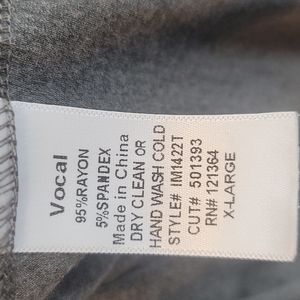 Vocal
95%RAYON
5%SPANDEX
Made in China
DRY CLEAN OR
HAND WASH COLD
STYLE# IM1422T
CUT# 501393
RN# 121364
X-LARGE